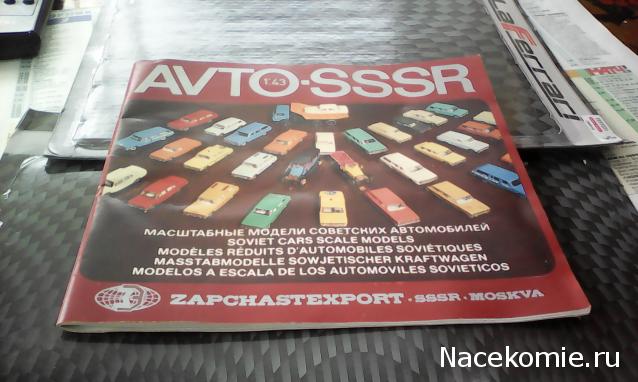 LaFerrari
AVTO·SSSR
1:43
МАСШТАБНЫЕ МОДЕЛИ СОВЕТСКИХ АВТОМОБИЛЕЙ
SOVIET CARS SCALE MODELS
MODÈLES RÉDUITS D'AUTOMOBILES SOVIÉTIQUES
MASSTABMODELLE SOWJETISCHER KRAFTWAGEN
MODELOS A ESCALA DE LOS AUTOMOVILES SOVIETICOS
ZAPCHASTEXPORT · SSSR · MOSKVA
Nacekomie.ru